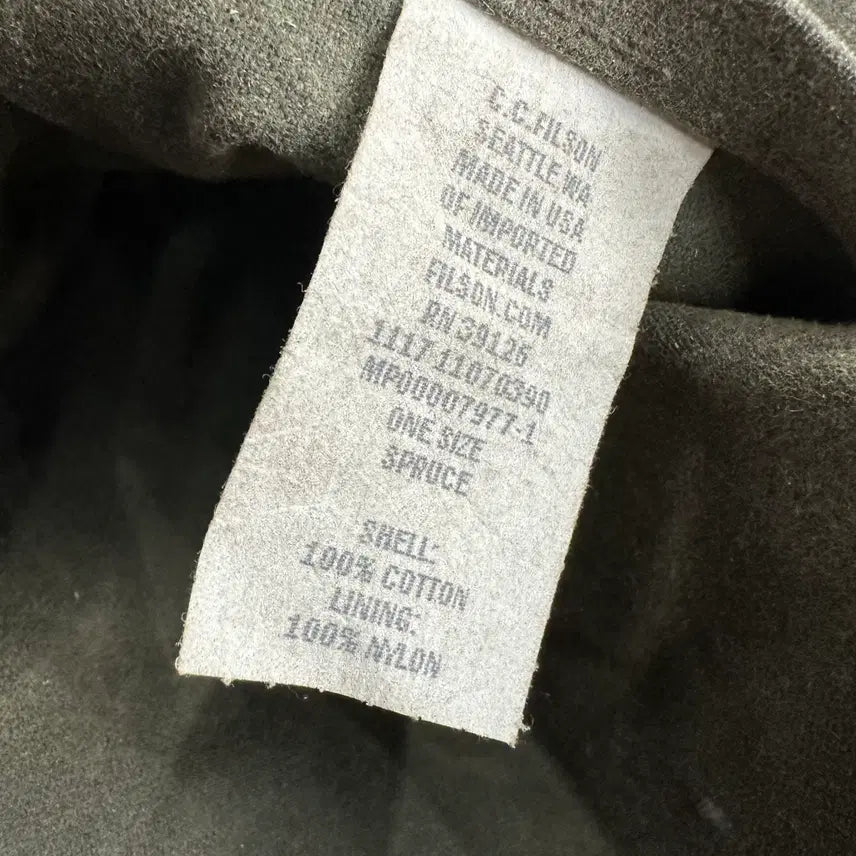 C.C.FILSON
SEATTLE WA
MADE IN USA
OF IMPORTED
MATERIALS
FILSON.COM
RN 39126
1117 11070390
MP00007977-1
ONE SIZE
SPRUCE
SHELL:
100% COTTON
LINING:
100% NYLON